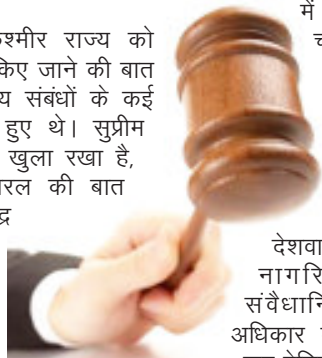 श्मीर राज्य को
किए जाने की बात
य संबंधों के कई
हुए थे। सुप्रीम
खुला रखा है,
रल की बात
द्र
में
च
देशवा
नागरि
संवैधानि
अधिकार